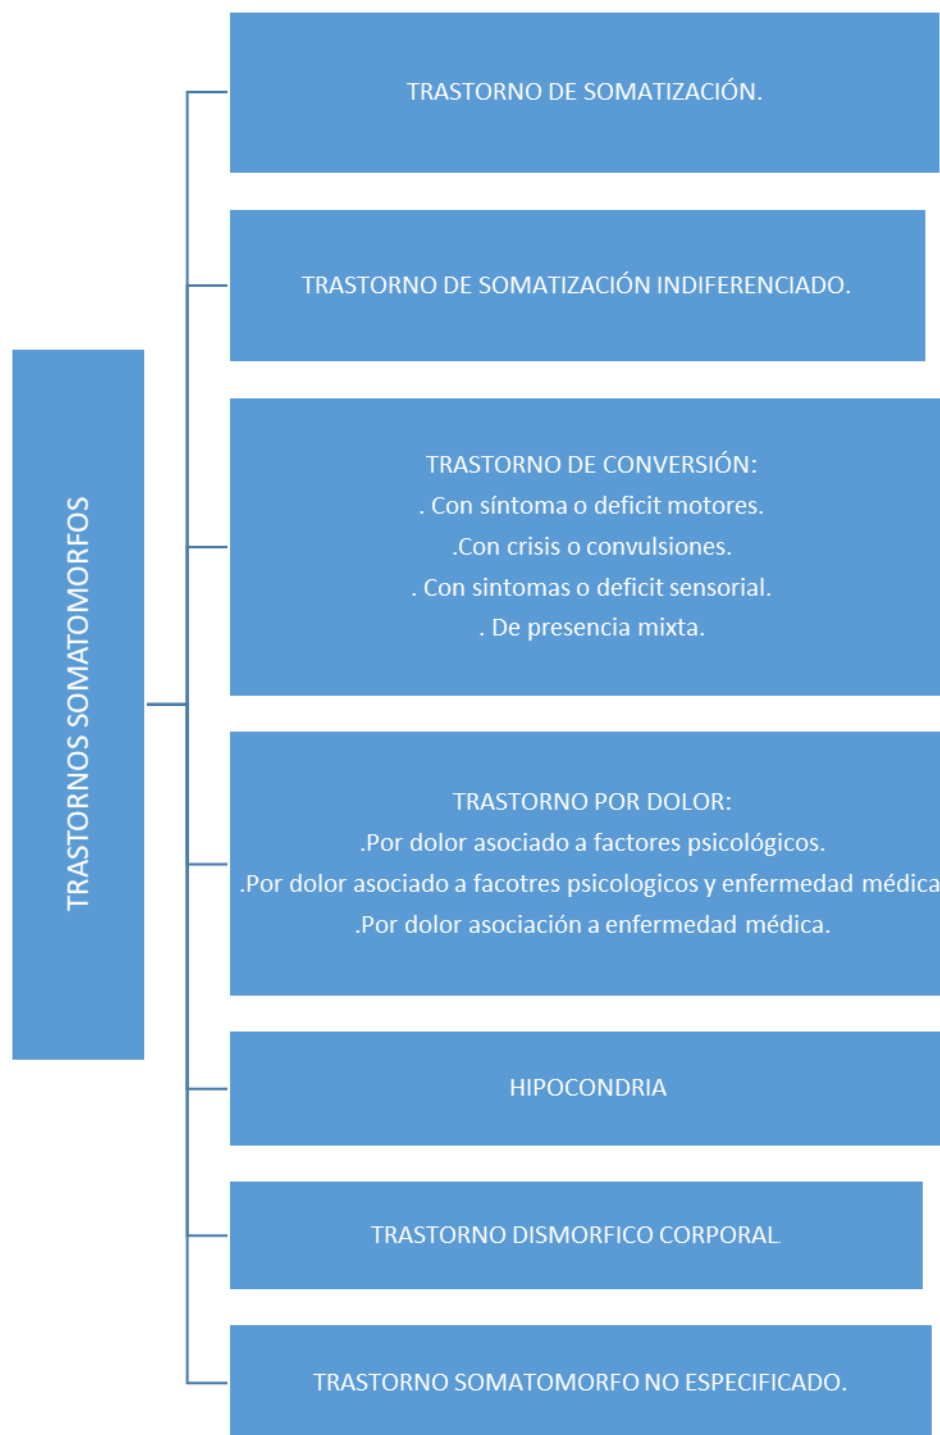 TRASTORNOS SOMATOMORFOS
TRASTORNO DE SOMATIZACIÓN.
TRASTORNO DE SOMATIZACIÓN INDIFERENCIADO.
TRASTORNO DE CONVERSIÓN:
. Con síntoma o deficit motores.
.Con crisis o convulsiones.
. Con sintomas o deficit sensorial.
. De presencia mixta.
TRASTORNO POR DOLOR:
.Por dolor asociado a factores psicológicos.
.Por dolor asociado a facotres psicologicos y enfermedad médica
.Por dolor asociación a enfermedad médica.
HIPOCONDRIA
TRASTORNO DISMORFICO CORPORAL.
TRASTORNO SOMATOMORFO NO ESPECIFICADO.